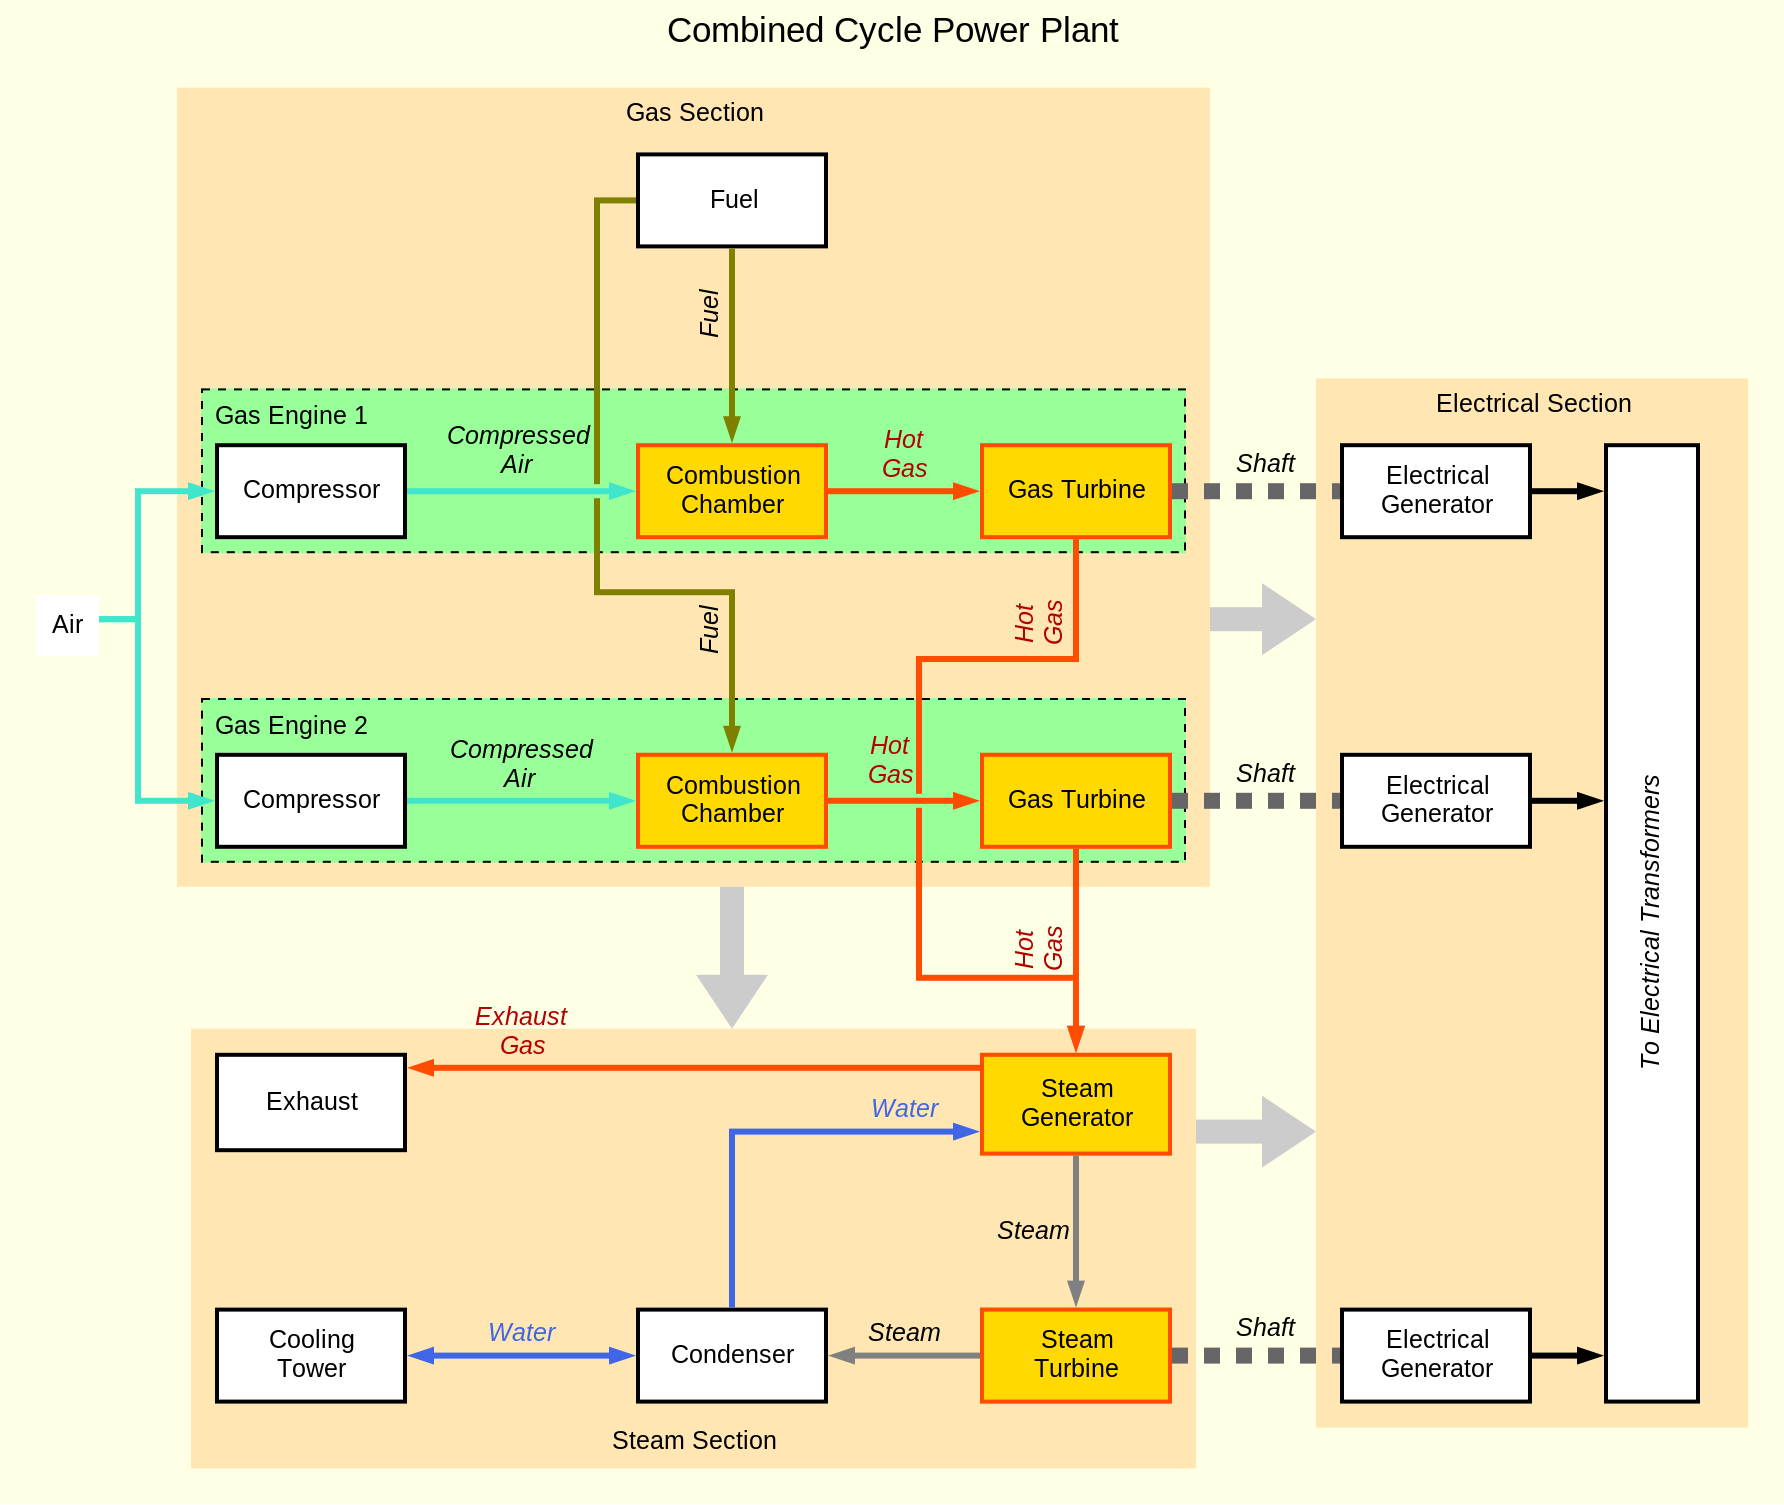 Combined Cycle Power Plant
Gas Section
Fuel
Fuel
Gas Engine 1
Compressor
Compressed
Air
Combustion
Chamber
Hot
Gas
Gas Turbine
Shaft
Electrical Section
Electrical
Generator
Air
Fuel
Hot
Gas
Gas Engine 2
Compressor
Compressed
Air
Combustion
Chamber
Hot
Gas
Gas Turbine
Shaft
Electrical
Generator
To Electrical Transformers
Hot
Gas
Exhaust
Gas
Exhaust
Water
Steam
Generator
Steam
Cooling
Tower
Water
Condenser
Steam
Steam
Turbine
Shaft
Electrical
Generator
Steam Section